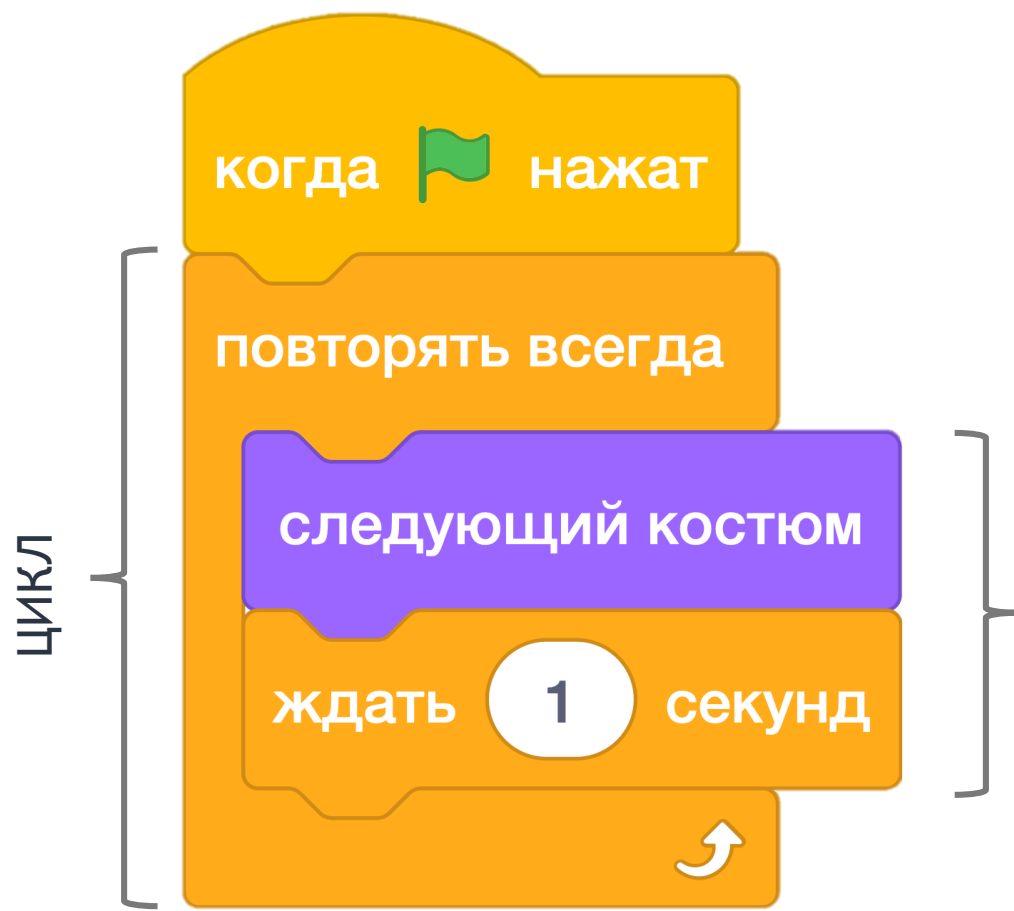 когда нажат
повторять всегда
следующий костюм
ждать 1 секунд
ЦИКЛ